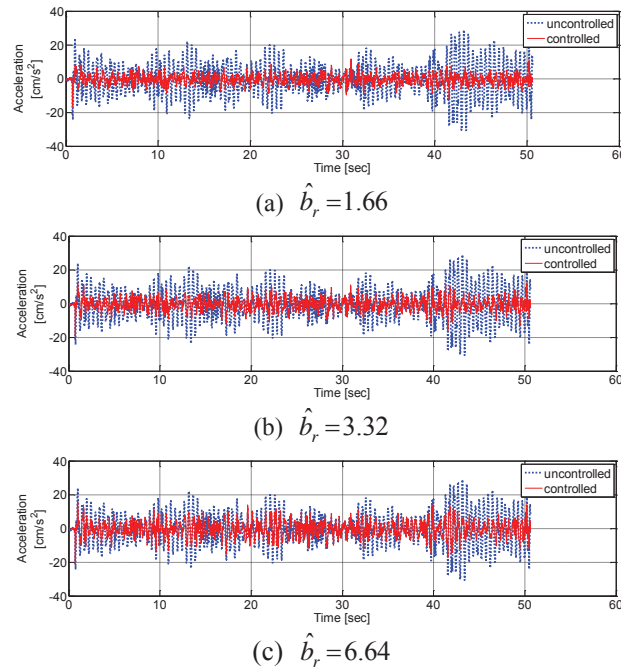 40
20
0
-20
-40
Acceleration
[cm/s²]
uncontrolled
controlled
0 10 20 30 40 50 60
Time [sec]
(a) b̂_r =1.66
40
20
0
-20
-40
Acceleration
[cm/s²]
uncontrolled
controlled
0 10 20 30 40 50 60
Time [sec]
(b) b̂_r =3.32
40
20
0
-20
-40
Acceleration
[cm/s²]
uncontrolled
controlled
0 10 20 30 40 50 60
Time [sec]
(c) b̂_r =6.64